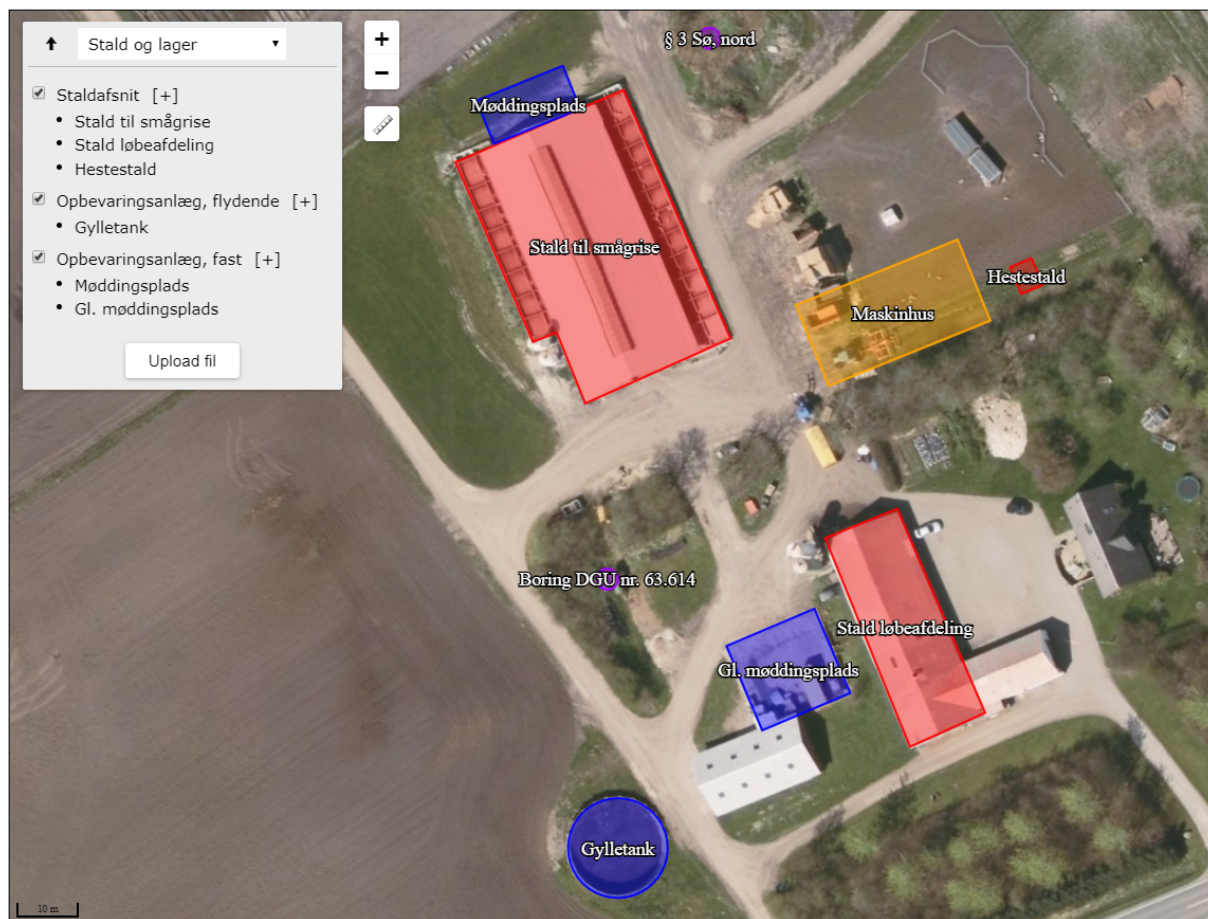 Stald og lager
Staldafsnit [+]
• Stald til smågrise
• Stald løbeafdeling
• Hestestald
Opbevaringsanlæg, flydende [+]
• Gylletank
Opbevaringsanlæg, fast [+]
• Møddingsplads
• Gl. møddingsplads
Upload fil
+
−
§ 3 Sø, nord
Møddingsplads
Stald til smågrise
Hestestald
Maskinhus
Boring DGU nr. 63.614
Stald løbeafdeling
Gl. møddingsplads
Gylletank
10 m